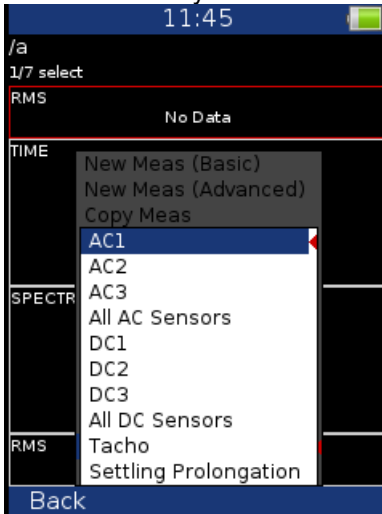 11:45
/a
1/7 select
RMS
No Data
TIME
New Meas (Basic)
New Meas (Advanced)
Copy Meas
AC1
AC2
AC3
SPECTR
All AC Sensors
DC1
DC2
DC3
All DC Sensors
RMS
Tacho
Settling Prolongation
Back